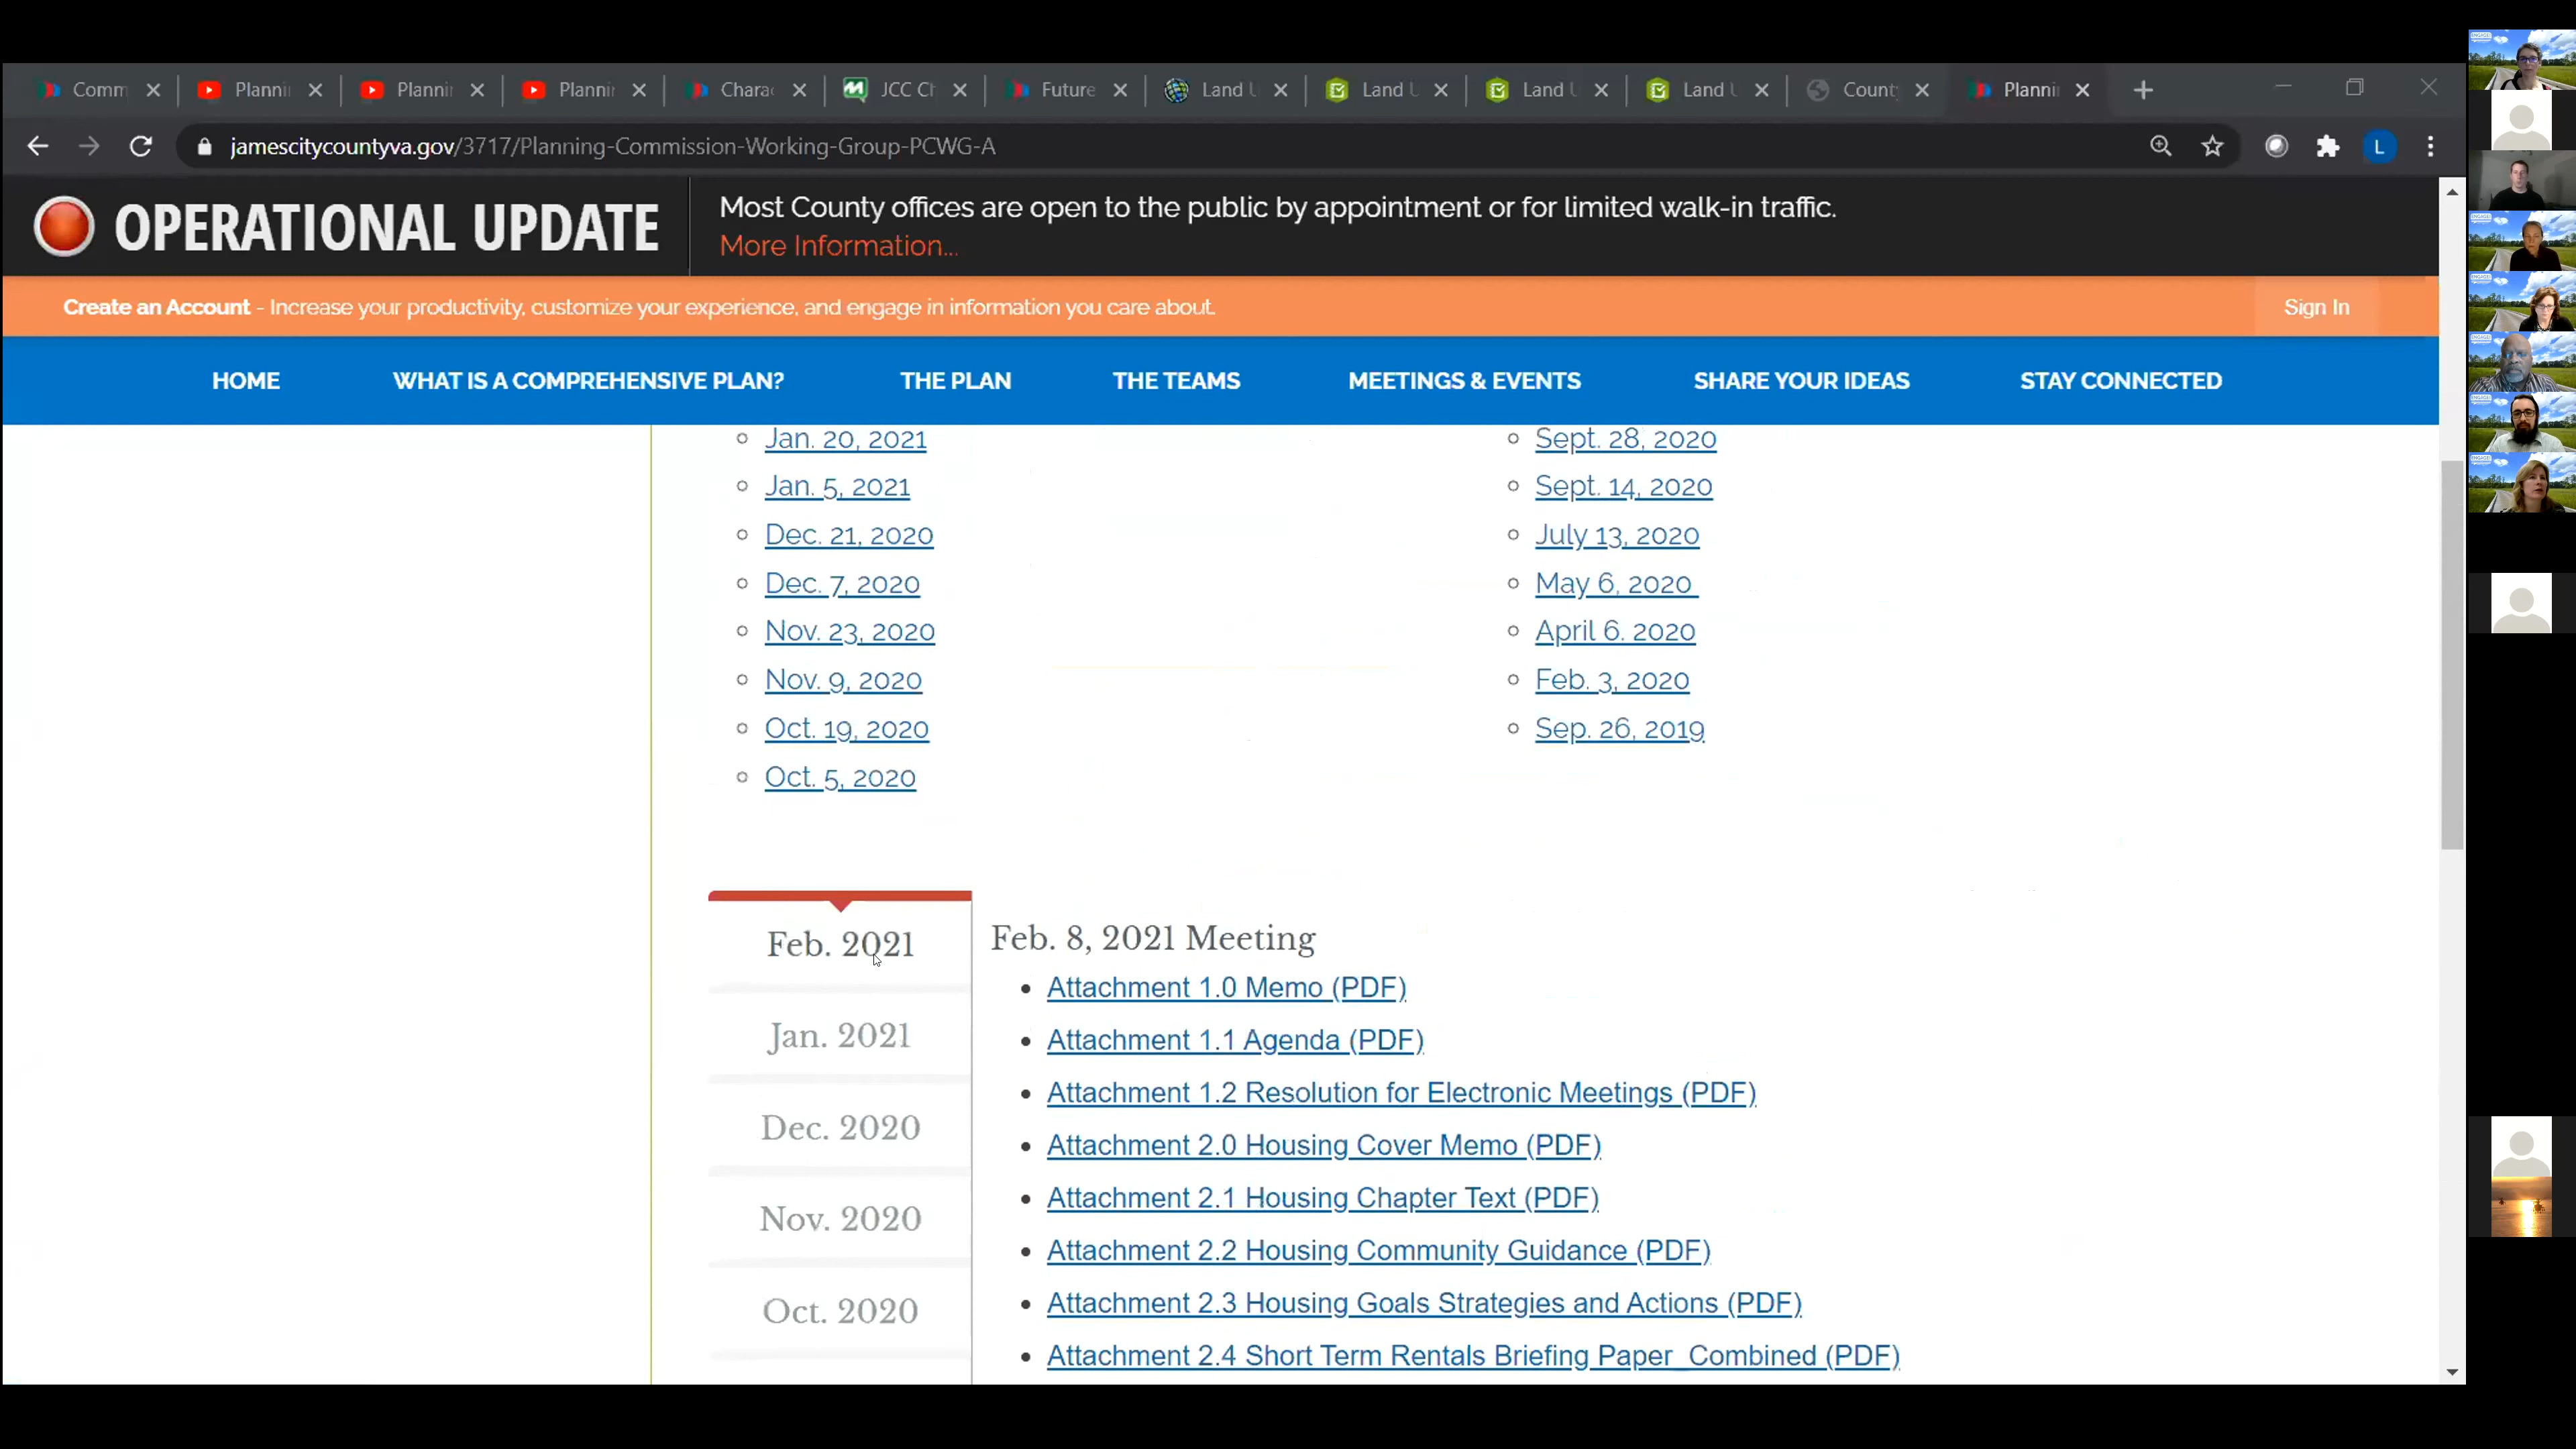 Comm
Planni
Planni
Planni
Chara
JCC Ch
Future
Land U
Land U
Land U
Land U
County
Planni
jamescitycountyva.gov/3717/Planning-Commission-Working-Group-PCWG-A
L
OPERATIONAL UPDATE
Most County offices are open to the public by appointment or for limited walk-in traffic.
More Information...
Create an Account - Increase your productivity, customize your experience, and engage in information you care about.
Sign In
HOME
WHAT IS A COMPREHENSIVE PLAN?
THE PLAN
THE TEAMS
MEETINGS & EVENTS
SHARE YOUR IDEAS
STAY CONNECTED
Jan. 20, 2021
Jan. 5, 2021
Dec. 21, 2020
Dec. 7, 2020
Nov. 23, 2020
Nov. 9, 2020
Oct. 19, 2020
Oct. 5, 2020
Sept. 28, 2020
Sept. 14, 2020
July 13, 2020
May 6, 2020
April 6. 2020
Feb. 3, 2020
Sep. 26, 2019
Feb. 2021
Jan. 2021
Dec. 2020
Nov. 2020
Oct. 2020
Feb. 8, 2021 Meeting
Attachment 1.0 Memo (PDF)
Attachment 1.1 Agenda (PDF)
Attachment 1.2 Resolution for Electronic Meetings (PDF)
Attachment 2.0 Housing Cover Memo (PDF)
Attachment 2.1 Housing Chapter Text (PDF)
Attachment 2.2 Housing Community Guidance (PDF)
Attachment 2.3 Housing Goals Strategies and Actions (PDF)
Attachment 2.4 Short Term Rentals Briefing Paper_Combined (PDF)